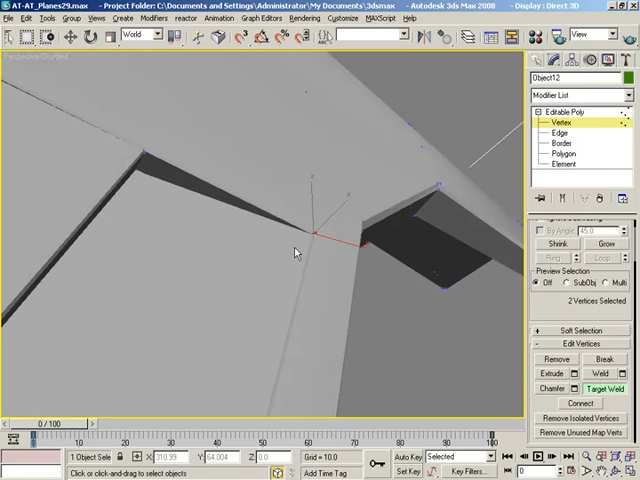 AT-AT_Planes29.max - Project Folder: C:\Documents and Settings\Administrator\My Documents\3dsmax - Autodesk 3ds Max 2008 - Display : Direct 3D
File Edit Tools Group Views Create Modifiers reactor Animation Graph Editors Rendering Customize MAXScript Help
World
View
Object12
Modifier List
Editable Poly
Vertex
Edge
Border
Polygon
Element
z
By Angle: 45.0
Shrink Grow
Ring Loop
Preview Selection
Off SubObj Multi
2 Vertices Selected
+ Soft Selection
- Edit Vertices
Remove Break
Extrude Weld
Chamfer Target Weld
Connect
Remove Isolated Vertices
Remove Unused Map Verts
0 / 100
0 10 20 30 40 50 60 70 80 90 100
1 Object Selec X: 310.99 Y: 64.004 Z: 0.0 Grid = 10.0 Auto Key Selected
Click or click-and-drag to select objects Add Time Tag Set Key Key Filters... 0